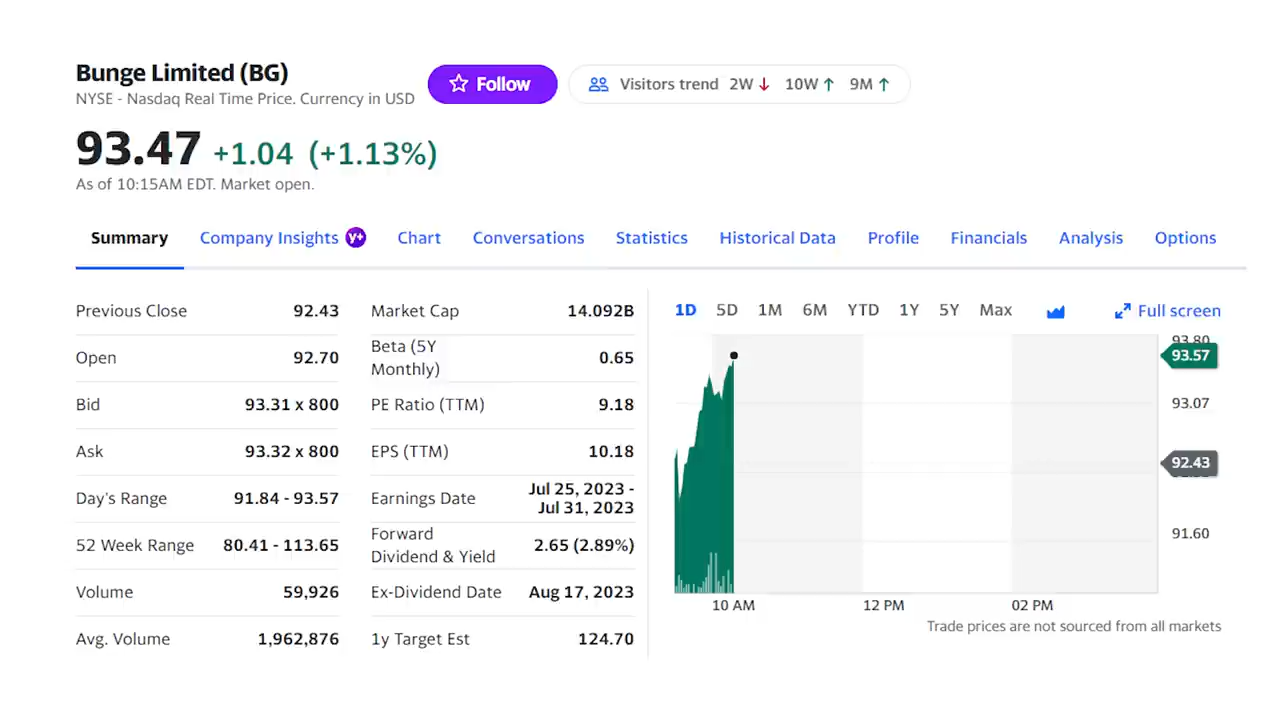 Bunge Limited (BG)
NYSE - Nasdaq Real Time Price. Currency in USD
Follow
Visitors trend 2W ↓ 10W ↑ 9M ↑
93.47 +1.04 (+1.13%)
As of 10:15AM EDT. Market open.
Summary Company Insights y+ Chart Conversations Statistics Historical Data Profile Financials Analysis Options
Previous Close 92.43
Open 92.70
Bid 93.31 x 800
Ask 93.32 x 800
Day's Range 91.84 - 93.57
52 Week Range 80.41 - 113.65
Volume 59,926
Avg. Volume 1,962,876
Market Cap 14.092B
Beta (5Y
Monthly) 0.65
PE Ratio (TTM) 9.18
EPS (TTM) 10.18
Earnings Date Jul 25, 2023 -
Jul 31, 2023
Forward
Dividend & Yield 2.65 (2.89%)
Ex-Dividend Date Aug 17, 2023
1y Target Est 124.70
1D 5D 1M 6M YTD 1Y 5Y Max Full screen
93.80
93.57
93.07
92.43
91.60
10 AM 12 PM 02 PM
Trade prices are not sourced from all markets